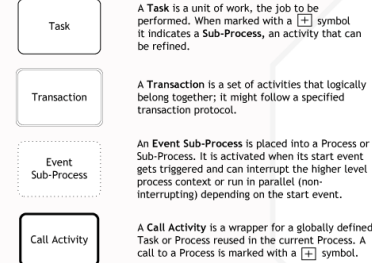 Task
A Task is a unit of work, the job to be
performed. When marked with a + symbol
it indicates a Sub-Process, an activity that can
be refined.
Transaction
A Transaction is a set of activities that logically
belong together; it might follow a specified
transaction protocol.
Event
Sub-Process
An Event Sub-Process is placed into a Process or
Sub-Process. It is activated when its start event
gets triggered and can interrupt the higher level
process context or run in parallel (non-
interrupting) depending on the start event.
Call Activity
A Call Activity is a wrapper for a globally defined
Task or Process reused in the current Process. A
call to a Process is marked with a + symbol.